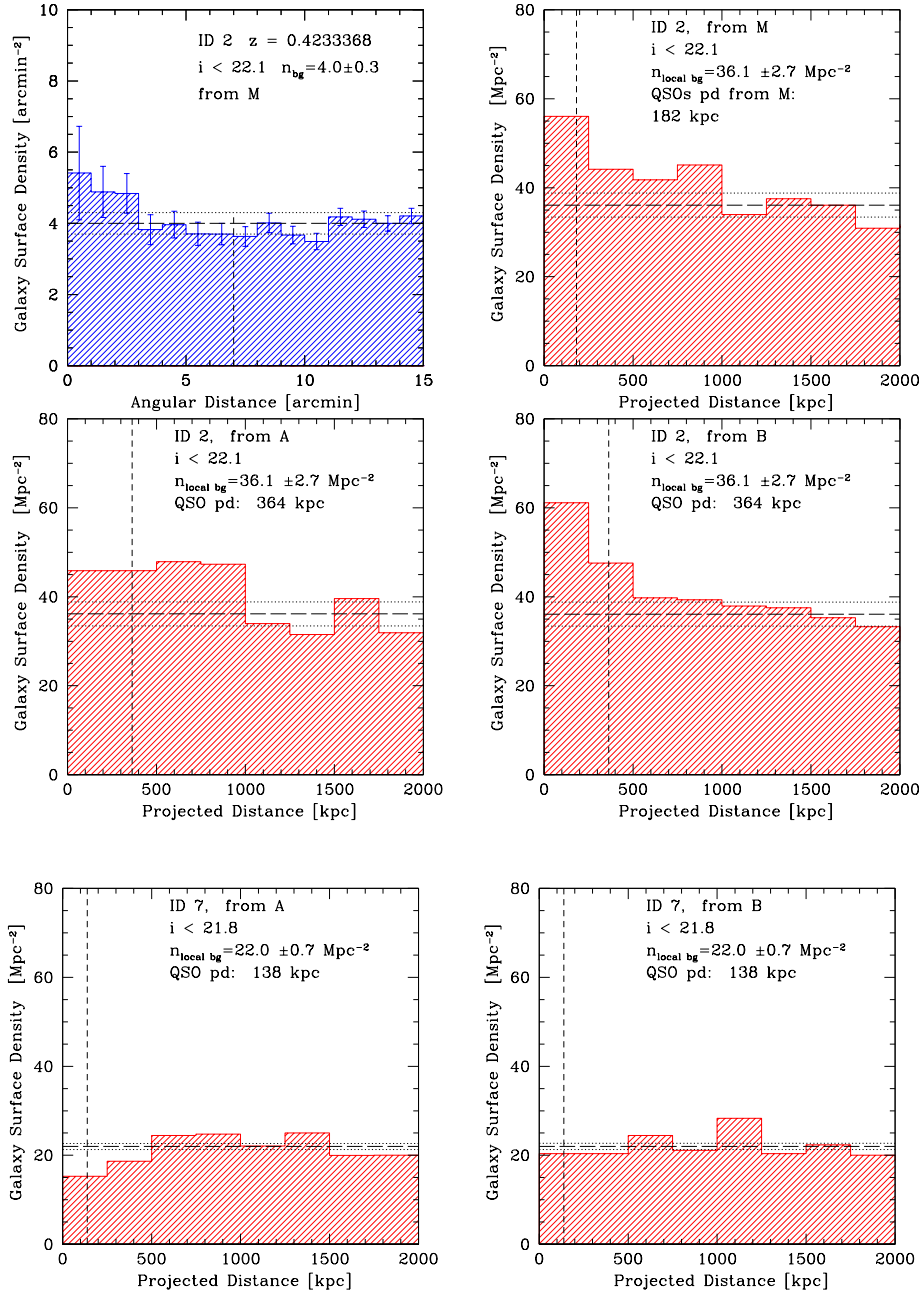 ID 2 z = 0.4233368
i < 22.1 n_bg=4.0±0.3
from M
Galaxy Surface Density [arcmin⁻²]
10
8
6
4
2
0
0 5 10 15
Angular Distance [arcmin]
ID 2, from M
i < 22.1
n_local bg=36.1 ±2.7 Mpc⁻²
QSOs pd from M:
182 kpc
Galaxy Surface Density [Mpc⁻²]
80
60
40
20
0
0 500 1000 1500 2000
Projected Distance [kpc]
ID 2, from A
i < 22.1
n_local bg=36.1 ±2.7 Mpc⁻²
QSO pd: 364 kpc
Galaxy Surface Density [Mpc⁻²]
80
60
40
20
0
0 500 1000 1500 2000
Projected Distance [kpc]
ID 2, from B
i < 22.1
n_local bg=36.1 ±2.7 Mpc⁻²
QSO pd: 364 kpc
Galaxy Surface Density [Mpc⁻²]
80
60
40
20
0
0 500 1000 1500 2000
Projected Distance [kpc]
ID 7, from A
i < 21.8
n_local bg=22.0 ±0.7 Mpc⁻²
QSO pd: 138 kpc
Galaxy Surface Density [Mpc⁻²]
80
60
40
20
0
0 500 1000 1500 2000
Projected Distance [kpc]
ID 7, from B
i < 21.8
n_local bg=22.0 ±0.7 Mpc⁻²
QSO pd: 138 kpc
Galaxy Surface Density [Mpc⁻²]
80
60
40
20
0
0 500 1000 1500 2000
Projected Distance [kpc]